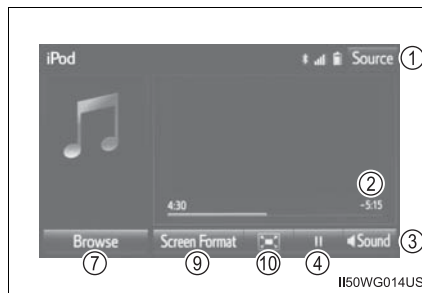 iPod Source ①
②
4:30 -5:15
Browse Screen Format Sound ③
⑦ ⑨ ⑩ ④
II50WG014US